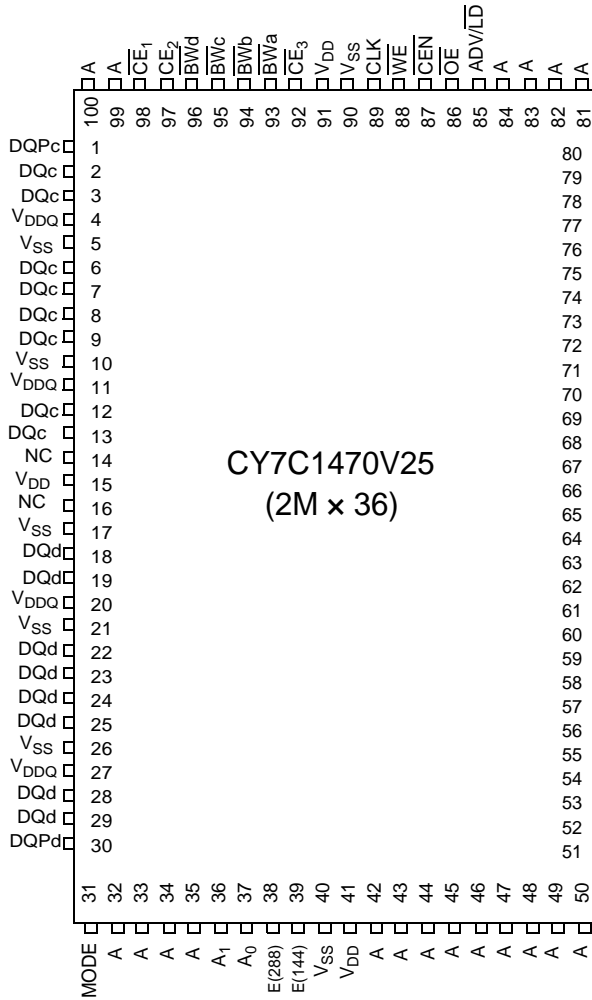 A A CE1 CE2 BWd BWc BWb BWa CE3 VDD VSS CLK WE CEN OE ADV/LD A A A A
100 99 98 97 96 95 94 93 92 91 90 89 88 87 86 85 84 83 82 81
DQPc 1
DQc 2
DQc 3
VDDQ 4
VSS 5
DQc 6
DQc 7
DQc 8
DQc 9
VSS 10
VDDQ 11
DQc 12
DQc 13
NC 14
VDD 15
NC 16
VSS 17
DQd 18
DQd 19
VDDQ 20
VSS 21
DQd 22
DQd 23
DQd 24
DQd 25
VSS 26
VDDQ 27
DQd 28
DQd 29
DQPd 30
CY7C1470V25
(2M × 36)
80
79
78
77
76
75
74
73
72
71
70
69
68
67
66
65
64
63
62
61
60
59
58
57
56
55
54
53
52
51
31 32 33 34 35 36 37 38 39 40 41 42 43 44 45 46 47 48 49 50
MODE A A A A A1 A0 E(288) E(144) VSS VDD A A A A A A A A A